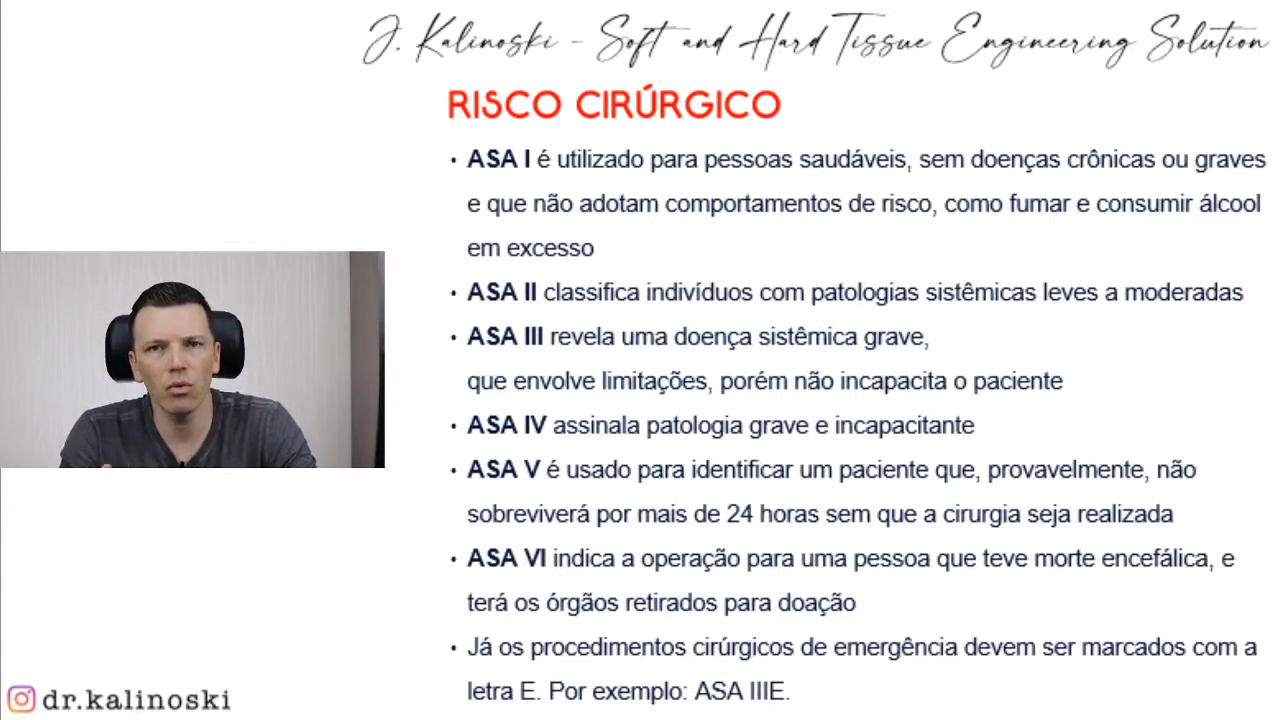 J. Kalinoski - Soft and Hard Tissue Engineering Solution
RISCO CIRÚRGICO
• ASA I é utilizado para pessoas saudáveis, sem doenças crônicas ou graves
e que não adotam comportamentos de risco, como fumar e consumir álcool
em excesso
• ASA II classifica indivíduos com patologias sistêmicas leves a moderadas
• ASA III revela uma doença sistêmica grave,
que envolve limitações, porém não incapacita o paciente
• ASA IV assinala patologia grave e incapacitante
• ASA V é usado para identificar um paciente que, provavelmente, não
sobreviverá por mais de 24 horas sem que a cirurgia seja realizada
• ASA VI indica a operação para uma pessoa que teve morte encefálica, e
terá os órgãos retirados para doação
• Já os procedimentos cirúrgicos de emergência devem ser marcados com a
letra E. Por exemplo: ASA IIIE.
dr.kalinoski